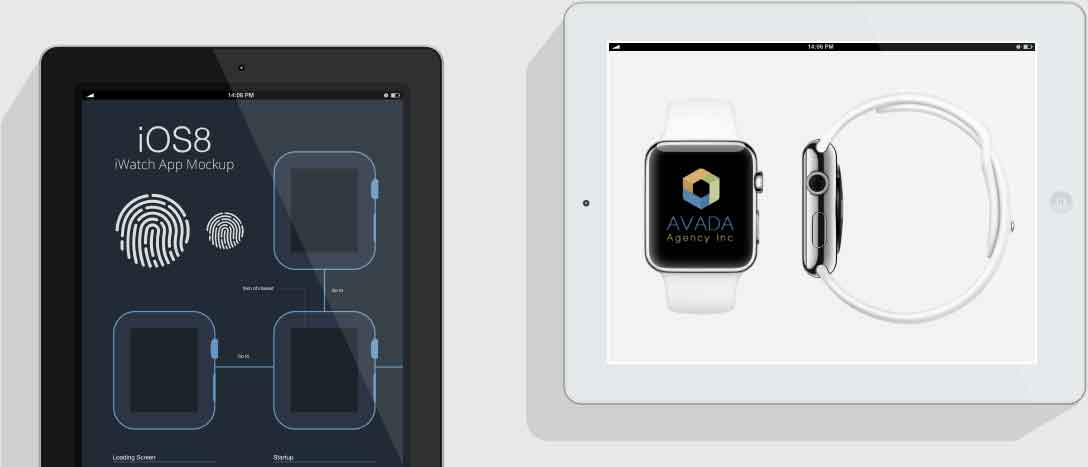 14:06 PM
iOS8
iWatch App Mockup
Go to
Go to
Loading Screen
Startup
14:06 PM
AVADA
Agency Inc